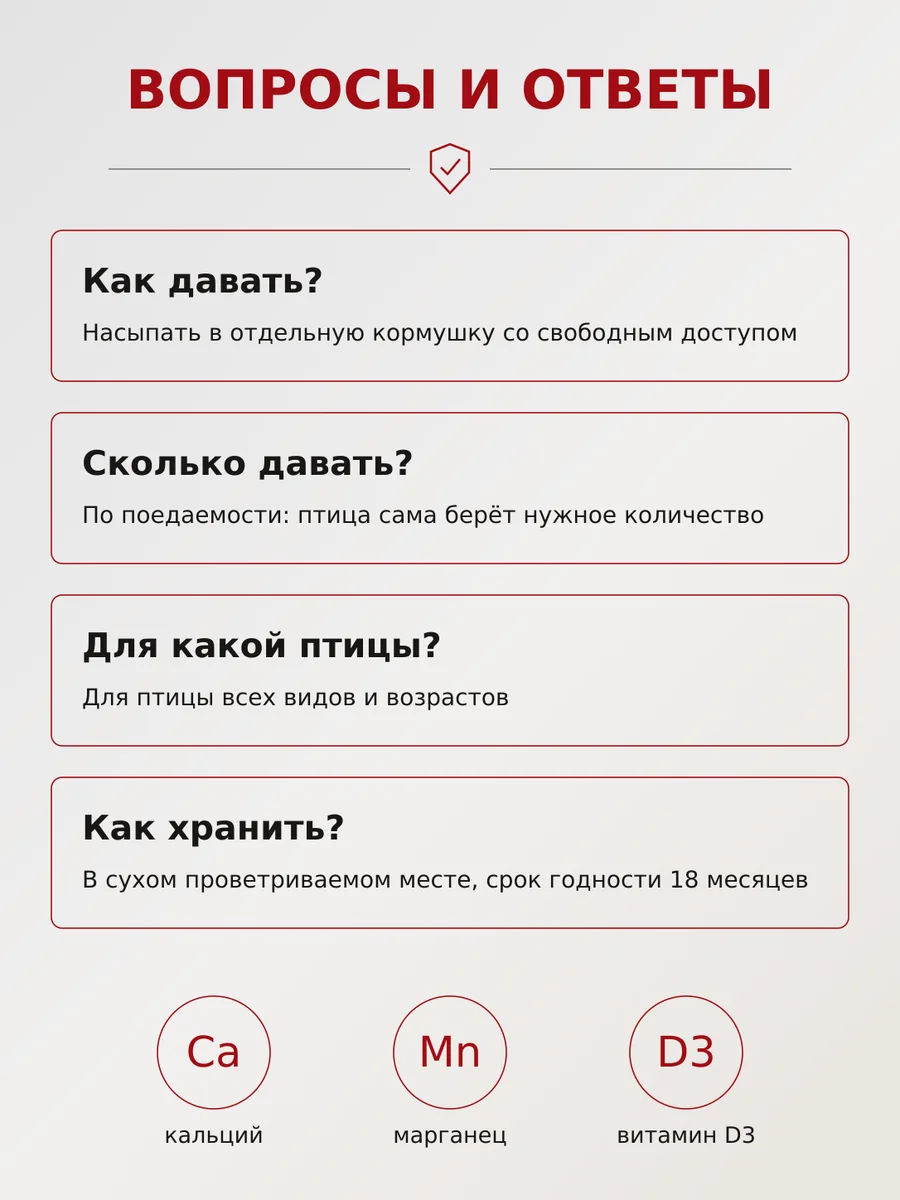 ВОПРОСЫ И ОТВЕТЫ
Как давать?
Насыпать в отдельную кормушку со свободным доступом
Сколько давать?
По поедаемости: птица сама берёт нужное количество
Для какой птицы?
Для птицы всех видов и возрастов
Как хранить?
В сухом проветриваемом месте, срок годности 18 месяцев
Ca Mn D3
кальций марганец витамин D3